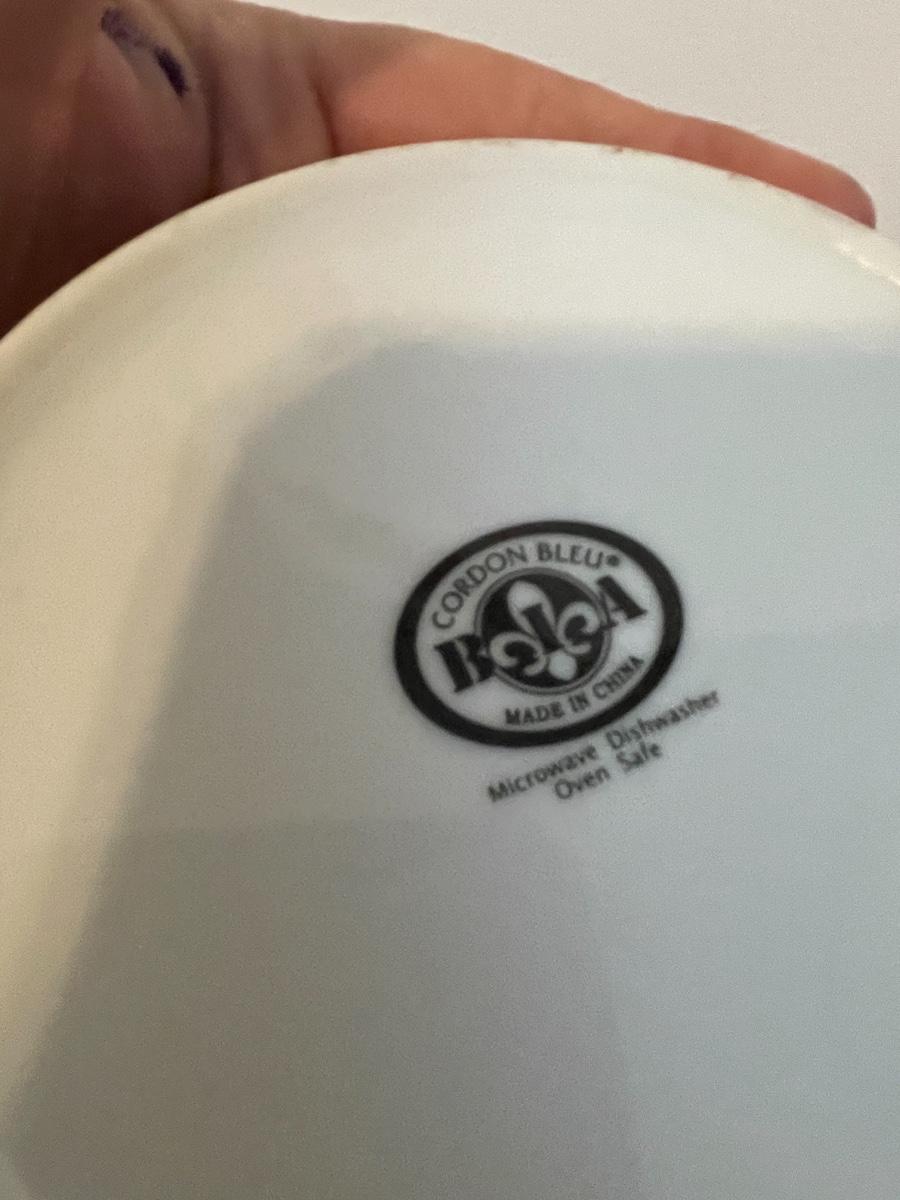 CORDON BLEU®
BIA
MADE IN CHINA
Microwave Dishwasher
Oven Safe